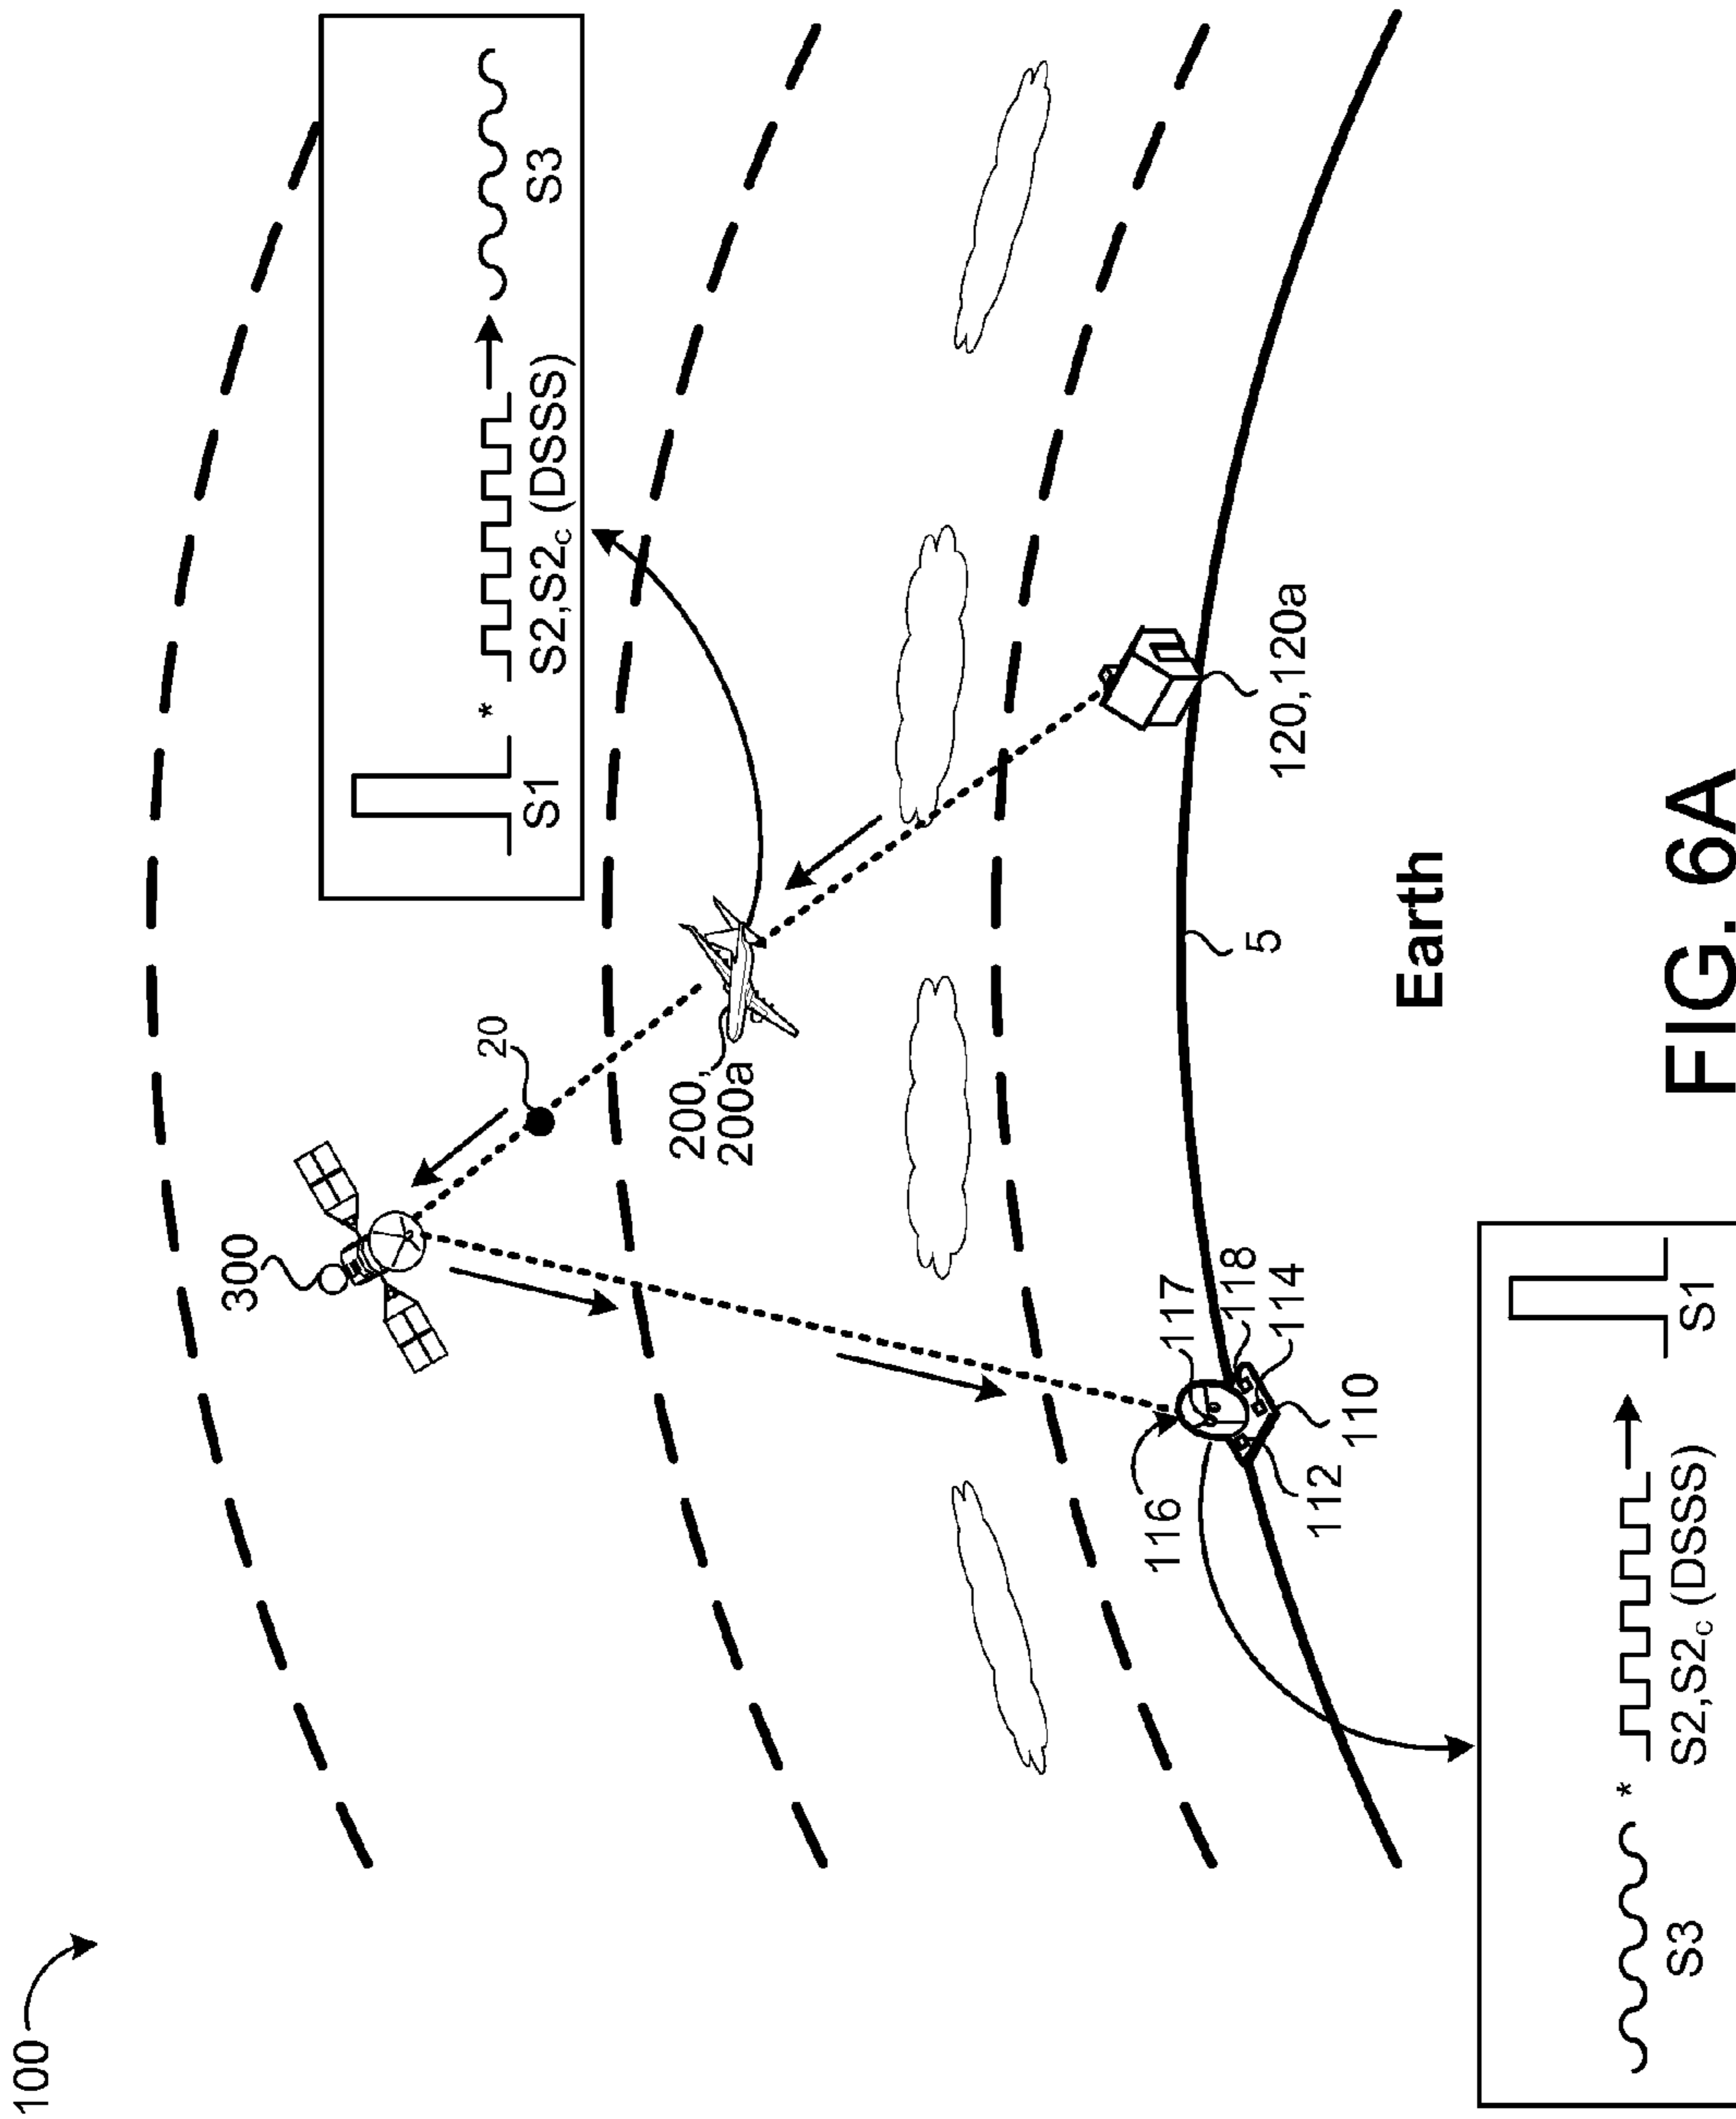 100
300
20
S1
*
S2,S2c (DSSS)
S3
200,
200a
116
117
118
114
112
110
120,120a
5
Earth
S3
*
S2,S2c (DSSS)
S1
FIG. 6A